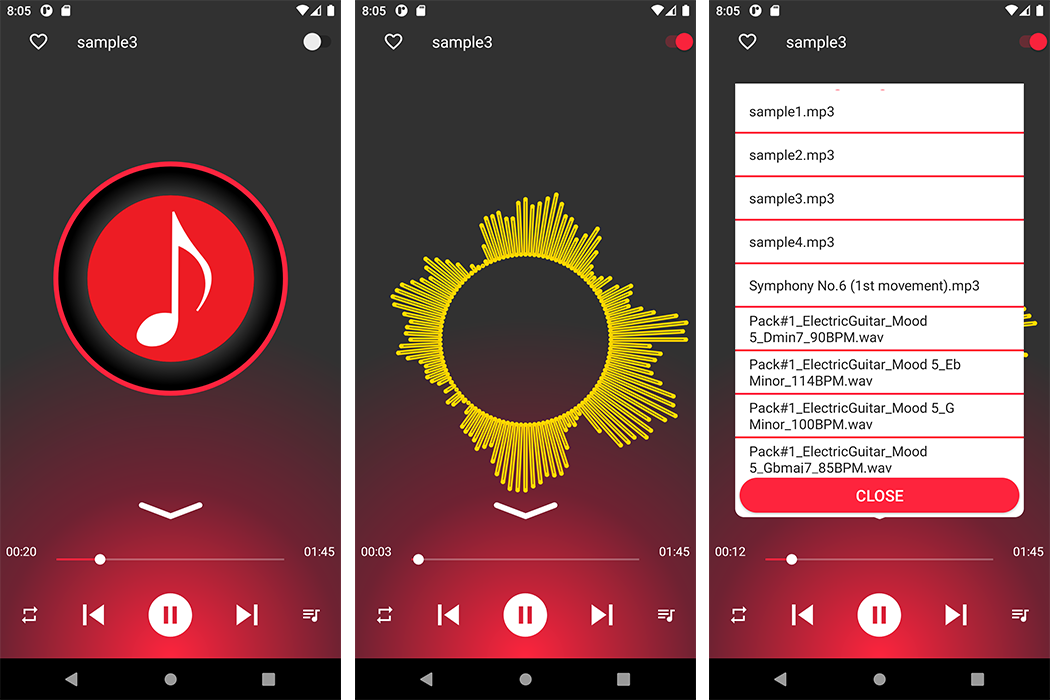 8:05
sample3
00:20
01:45
8:05
sample3
00:03
01:45
8:05
sample3
sample1.mp3
sample2.mp3
sample3.mp3
sample4.mp3
Symphony No.6 (1st movement).mp3
Pack#1_ElectricGuitar_Mood
5_Dmin7_90BPM.wav
Pack#1_ElectricGuitar_Mood 5_Eb
Minor_114BPM.wav
Pack#1_ElectricGuitar_Mood 5_G
Minor_100BPM.wav
Pack#1_ElectricGuitar_Mood
5_Gbmaj7_85BPM.wav
CLOSE
00:12
01:45